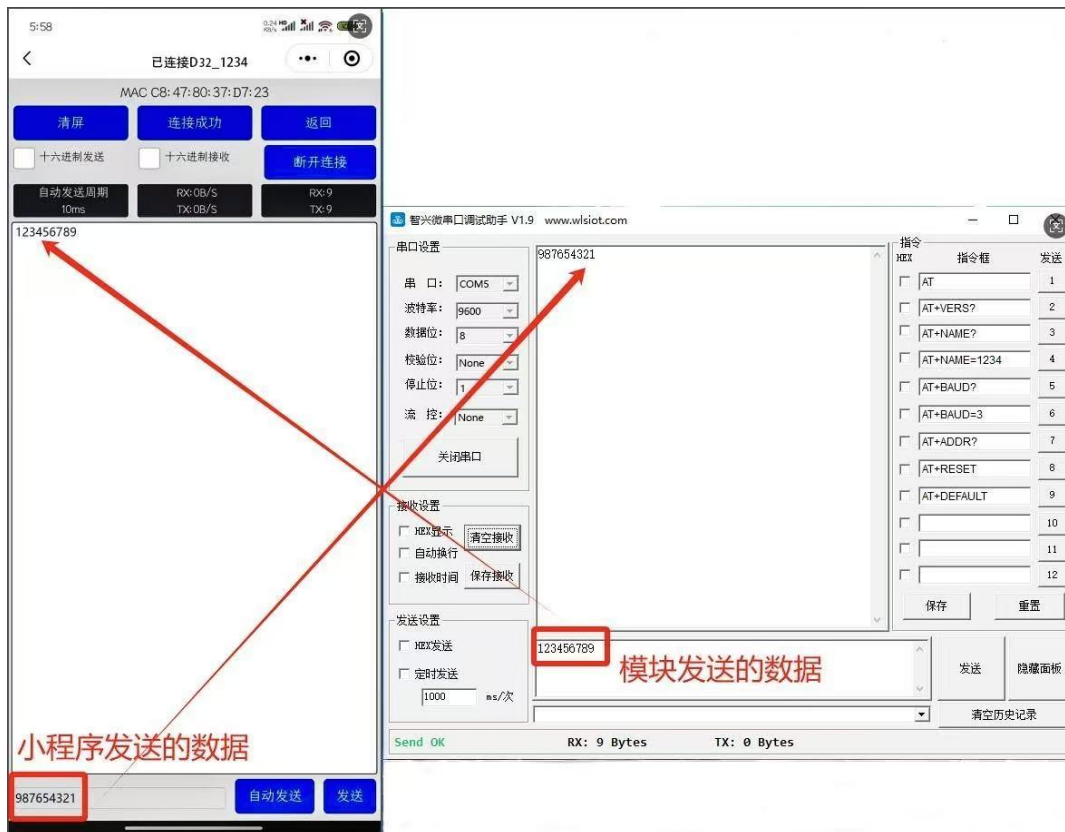 5:58
0.24 KB/s HD
已连接D32_1234
MAC C8:47:80:37:D7:23
清屏 连接成功 返回
十六进制发送 十六进制接收 断开连接
自动发送周期 RX:0B/S RX:9
10ms TX:0B/S TX:9
123456789
小程序发送的数据
987654321
自动发送 发送
智兴微串口调试助手 V1.9 www.wlsiot.com
串口设置
串 口: COM5
波特率: 9600
数据位: 8
校验位: None
停止位: 1
流 控: None
关闭串口
接收设置
HEX显示 清空接收
自动换行
接收时间 保存接收
发送设置
HEX发送
定时发送
1000 ms/次
987654321
123456789
模块发送的数据
指令
HEX 指令框 发送
AT 1
AT+VERS? 2
AT+NAME? 3
AT+NAME=1234 4
AT+BAUD? 5
AT+BAUD=3 6
AT+ADDR? 7
AT+RESET 8
AT+DEFAULT 9
10
11
12
保存 重置
发送 隐藏面板
清空历史记录
Send OK RX: 9 Bytes TX: 0 Bytes